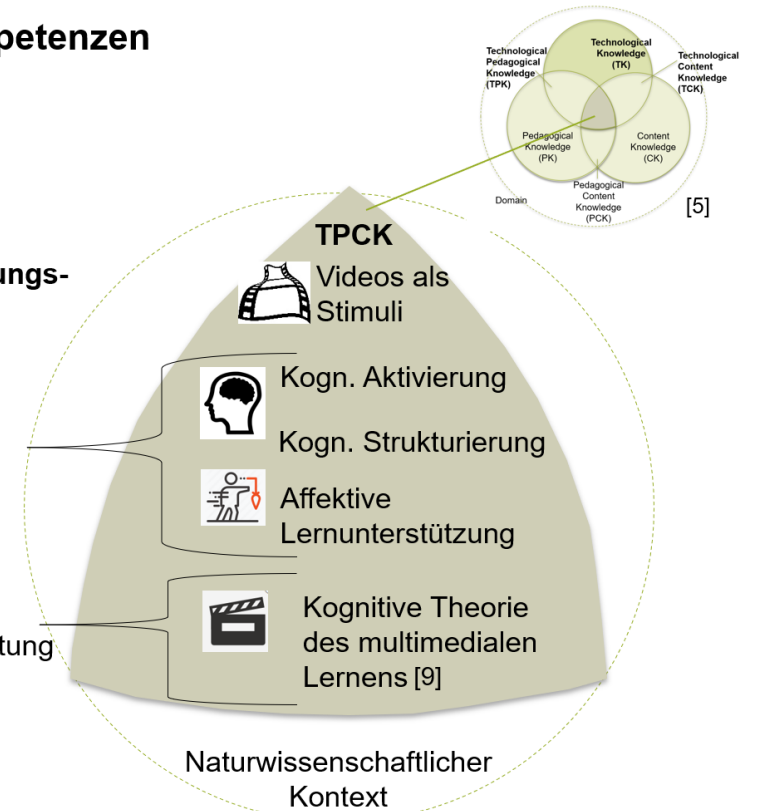 petenzen
Technological
Pedagogical
Knowledge
(TPK)
Technological
Knowledge
(TK)
Technological
Content
Knowledge
(TCK)
Pedagogical
Knowledge
(PK)
Content
Knowledge
(CK)
Pedagogical
Content
Knowledge
(PCK)
Domain
[5]
TPCK
ungs-
Videos als
Stimuli
Kogn. Aktivierung
Kogn. Strukturierung
Affektive
Lernunterstützung
Kognitive Theorie
des multimedialen
Lernens [9]
tung
Naturwissenschaftlicher
Kontext